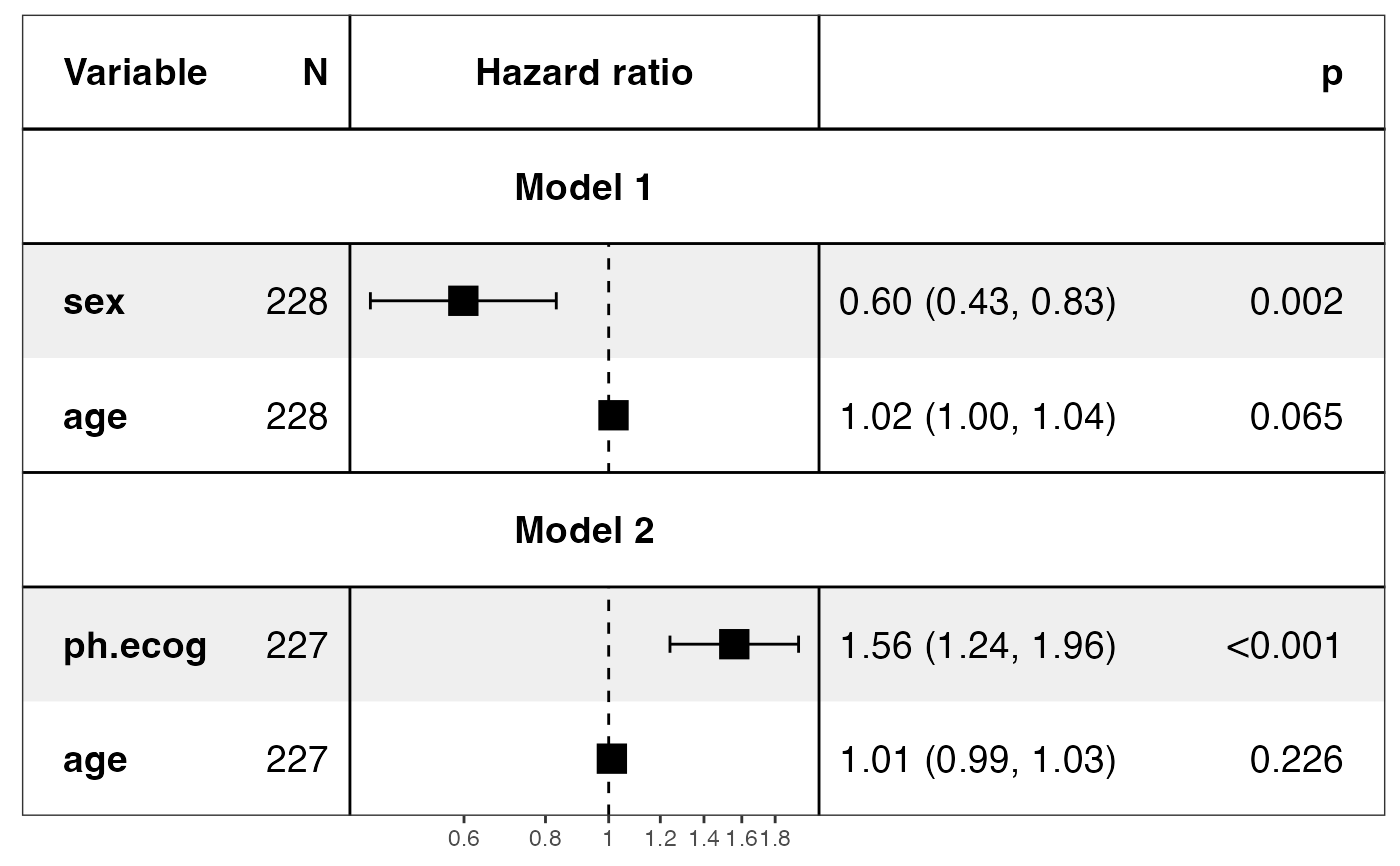 Variable N Hazard ratio p
Model 1
sex 228 0.60 (0.43, 0.83) 0.002
age 228 1.02 (1.00, 1.04) 0.065
Model 2
ph.ecog 227 1.56 (1.24, 1.96) <0.001
age 227 1.01 (0.99, 1.03) 0.226
0.6 0.8 1 1.2 1.4 1.6 1.8